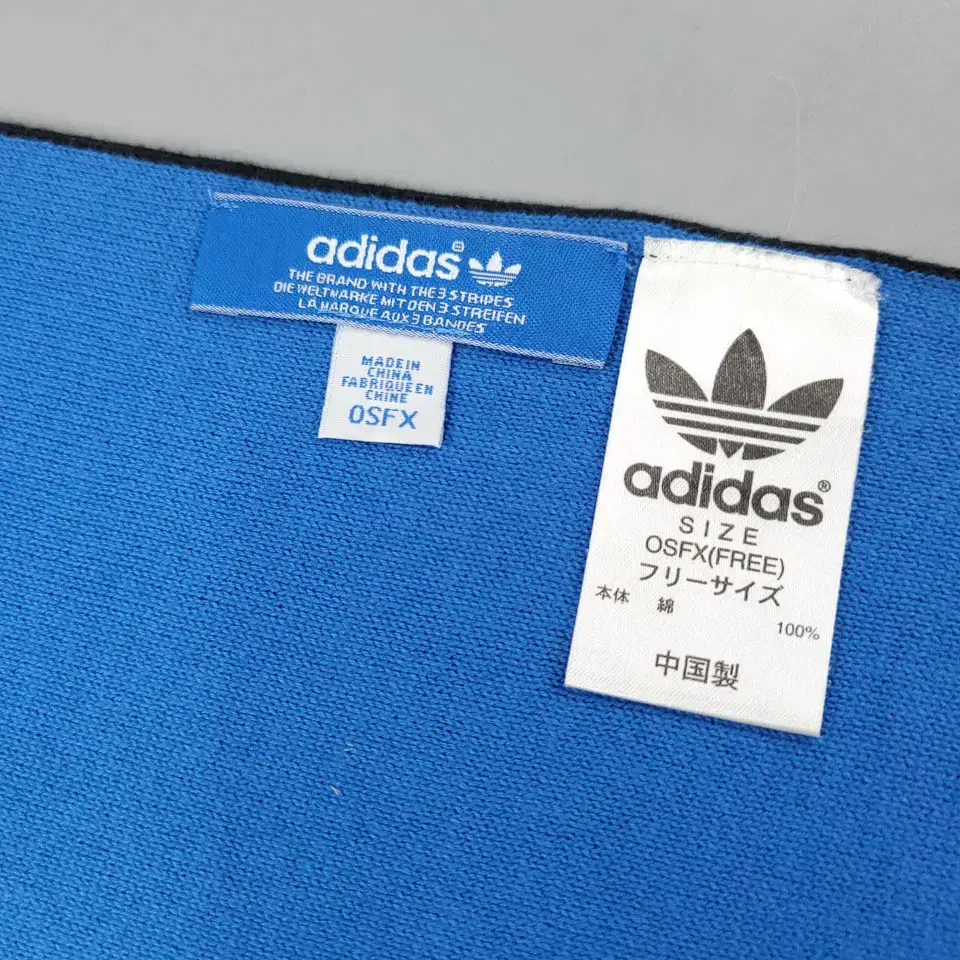 adidas®
THE BRAND WITH THE 3 STRIPES
DIE WELTMARKE MIT DEN 3 STREIFEN
LA MARQUE AUX 3 BANDES
MADE IN
CHINA
FABRIQUE EN
CHINE
OSFX
adidas®
SIZE
OSFX(FREE)
フリーサイズ
本体 綿
100%
中国製